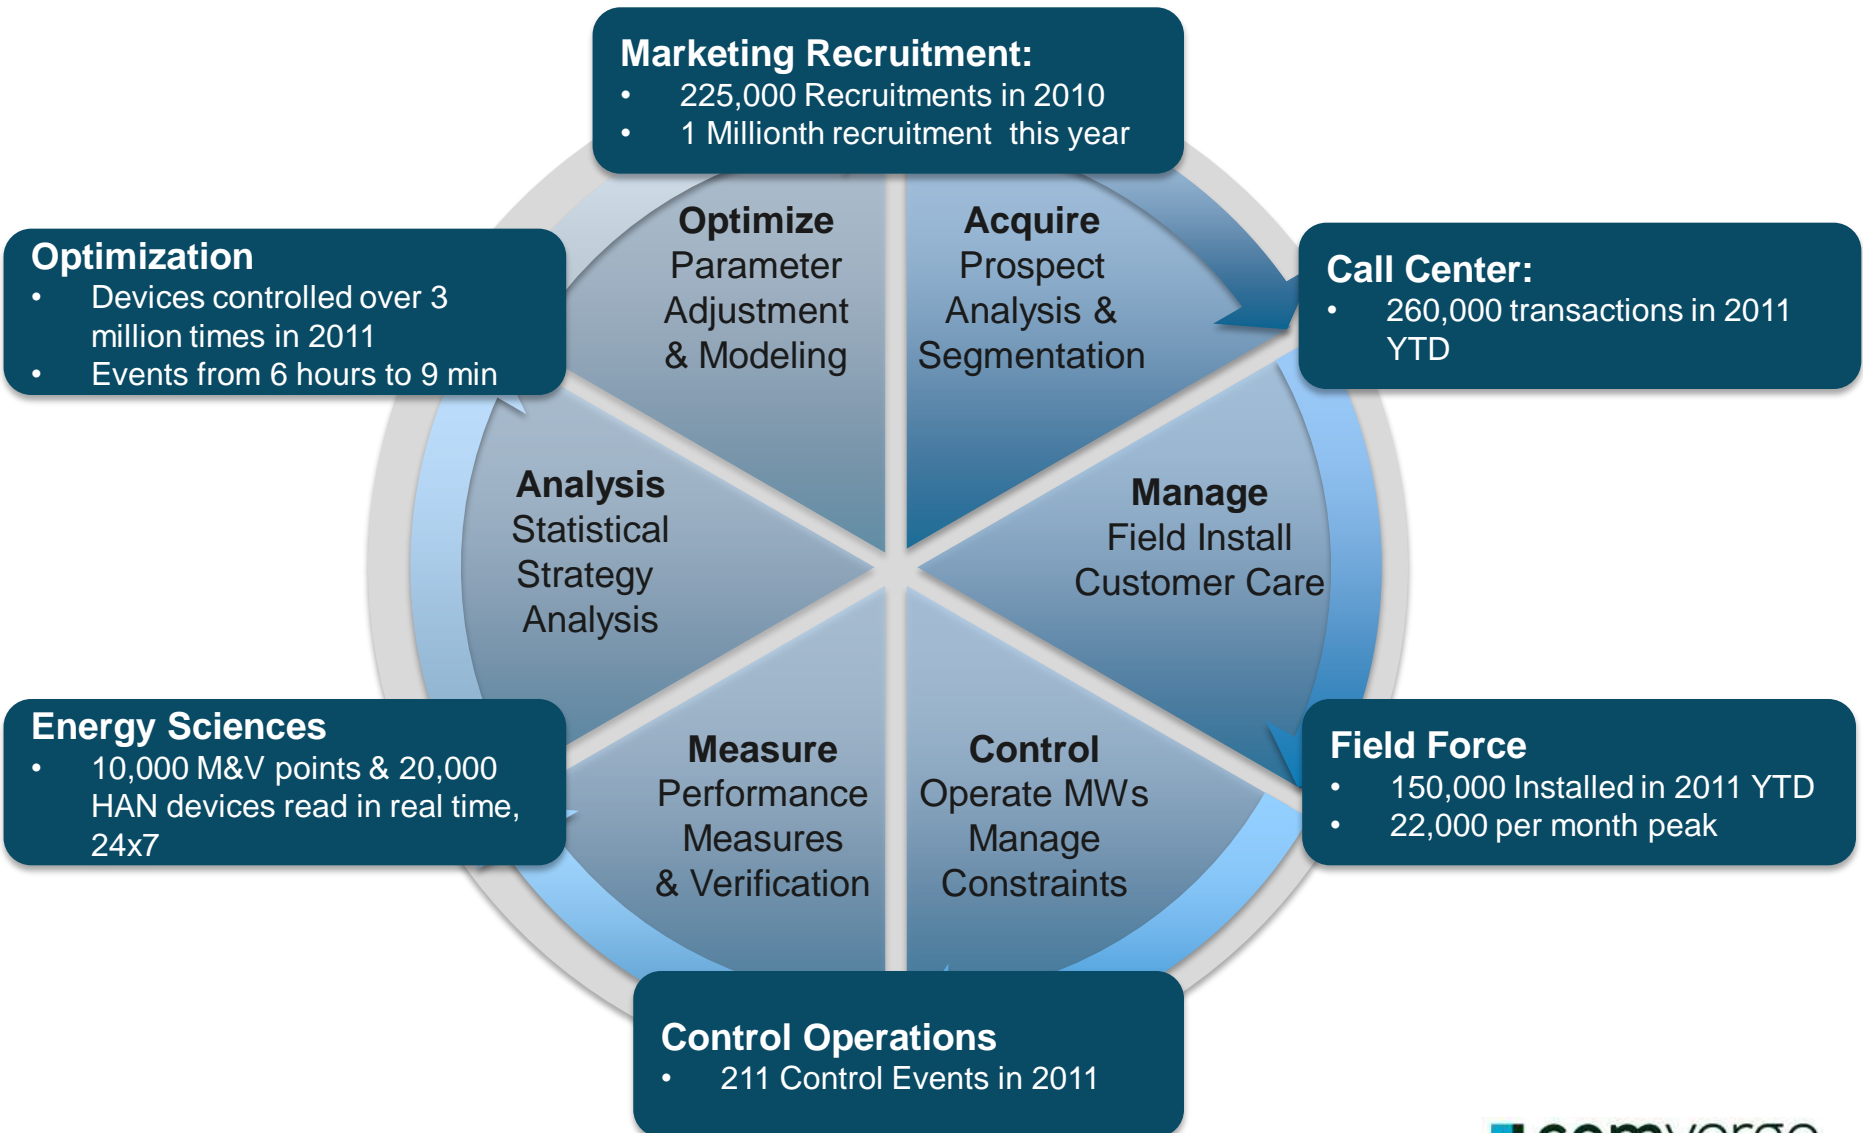 Marketing Recruitment:
• 225,000 Recruitments in 2010
• 1 Millionth recruitment this year
Optimize
Parameter
Adjustment
& Modeling
Acquire
Prospect
Analysis &
Segmentation
Optimization
• Devices controlled over 3
million times in 2011
• Events from 6 hours to 9 min
Call Center:
• 260,000 transactions in 2011
YTD
Analysis
Statistical
Strategy
Analysis
Manage
Field Install
Customer Care
Energy Sciences
• 10,000 M&V points & 20,000
HAN devices read in real time,
24x7
Measure
Performance
Measures
& Verification
Control
Operate MWs
Manage
Constraints
Field Force
• 150,000 Installed in 2011 YTD
• 22,000 per month peak
Control Operations
• 211 Control Events in 2011
comverge